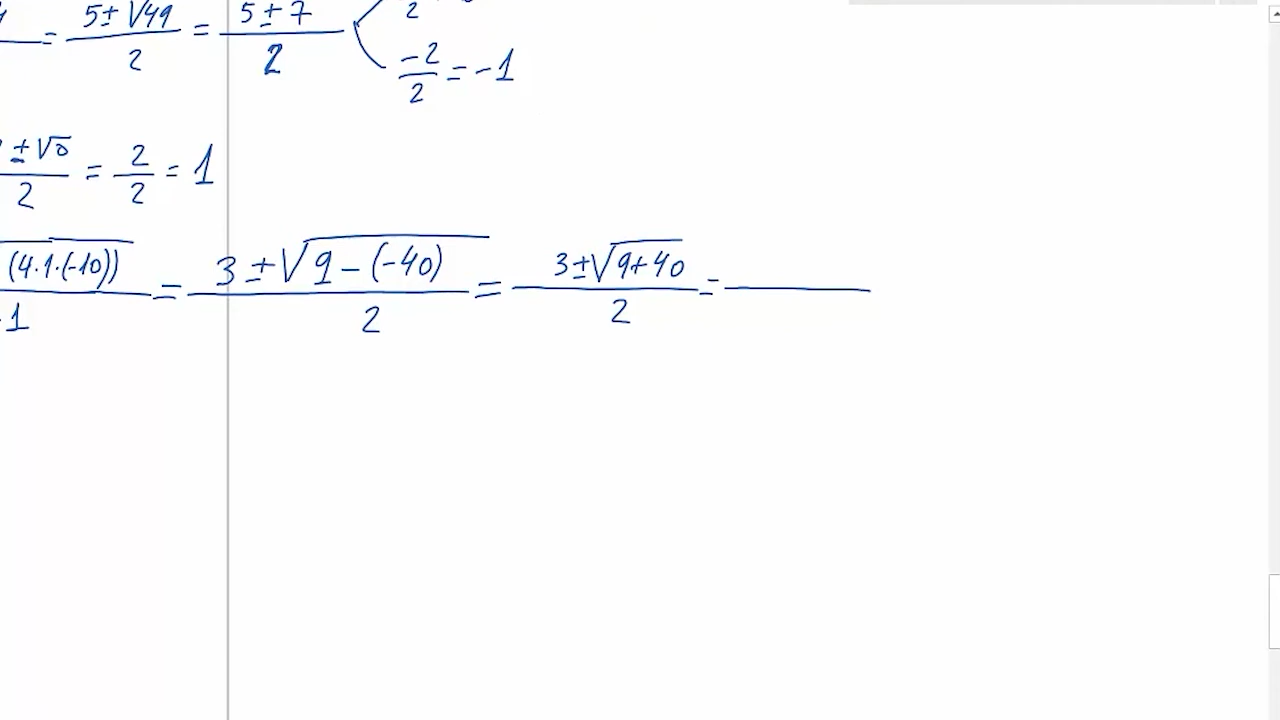 = 5±√49/2 = 5±7/2
-2/2 = -1
±√0/2 = 2/2 = 1
(4·1·(-10))/1 = 3±√9-(-40)/2 = 3±√9+40/2 =